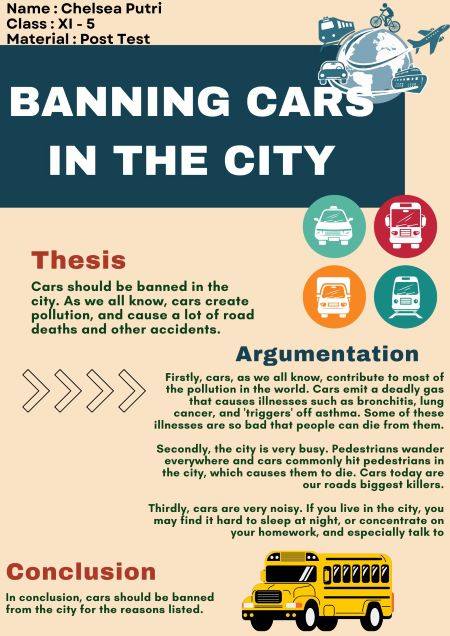 Name : Chelsea Putri
Class : XI - 5
Material : Post Test
BANNING CARS
IN THE CITY
Thesis
Cars should be banned in the
city. As we all know, cars create
pollution, and cause a lot of road
deaths and other accidents.
Argumentation
Firstly, cars, as we all know, contribute to most of
the pollution in the world. Cars emit a deadly gas
that causes illnesses such as bronchitis, lung
cancer, and 'triggers' off asthma. Some of these
illnesses are so bad that people can die from them.
Secondly, the city is very busy. Pedestrians wander
everywhere and cars commonly hit pedestrians in
the city, which causes them to die. Cars today are
our roads biggest killers.
Thirdly, cars are very noisy. If you live in the city, you
may find it hard to sleep at night, or concentrate on
your homework, and especially talk to
Conclusion
In conclusion, cars should be banned
from the city for the reasons listed.